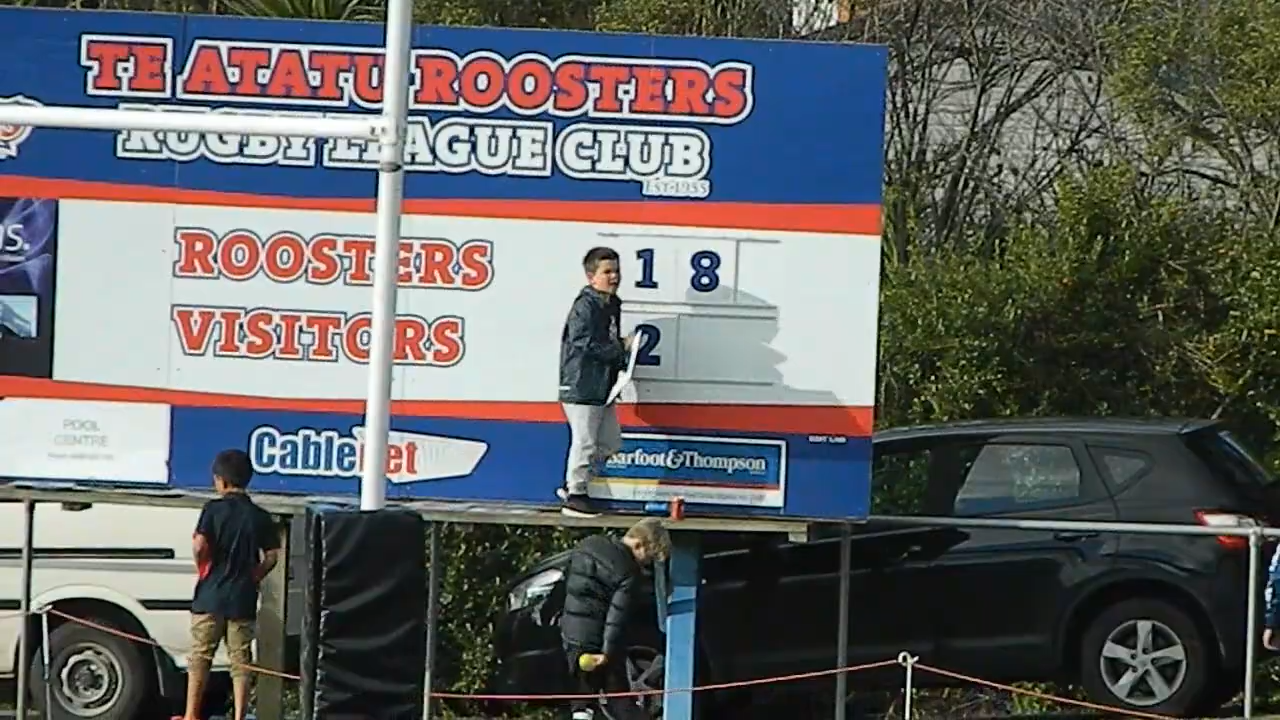 TE ATATU ROOSTERS
RUGBY LEAGUE CLUB
EST-1955
ROOSTERS 1 8
VISITORS 2
POOL
CENTRE
CableNet
Barfoot&Thompson